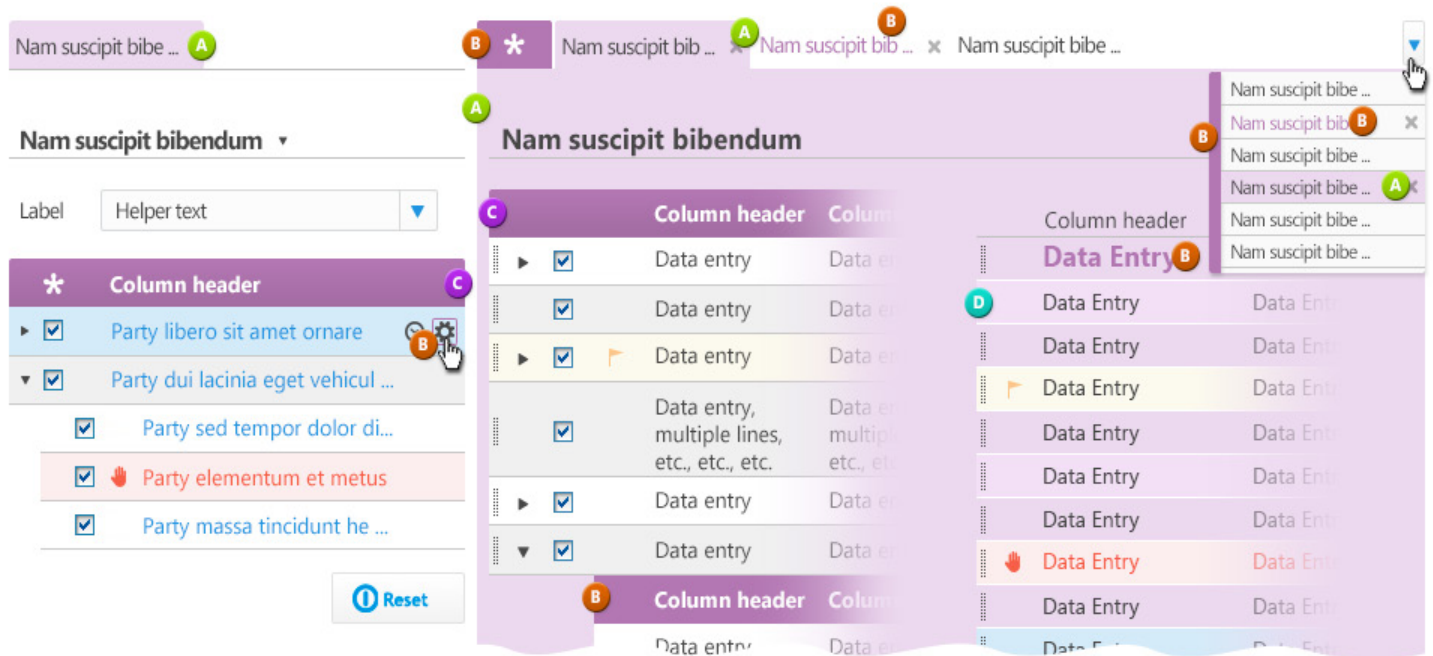 Nam suscipit bibe ... A
B * Nam suscipit bib ... A Nam suscipit bib ... B Nam suscipit bibe ...
Nam suscipit bibendum
Label Helper text
* Column header C
Party libero sit amet ornare B
Party dui lacinia eget vehicul ...
Party sed tempor dolor di...
Party elementum et metus
Party massa tincidunt he ...
Reset
A
Nam suscipit bibendum
C Column header
Data entry
Data entry
Data entry
Data entry, Data
multiple lines,
etc., etc., etc. etc.,
Data entry
Data entry
B Column header
Data entry
Column header
Data Entry B
D Data Entry
Data Entry
Data Entry
Data Entry
Data Entry
Data Entry
Data Entry
Data Entry
Nam suscipit bibe ...
B Nam suscipit bib B
Nam suscipit bibe ...
Nam suscipit bibe ... A
Nam suscipit bibe ...
Nam suscipit bibe ...